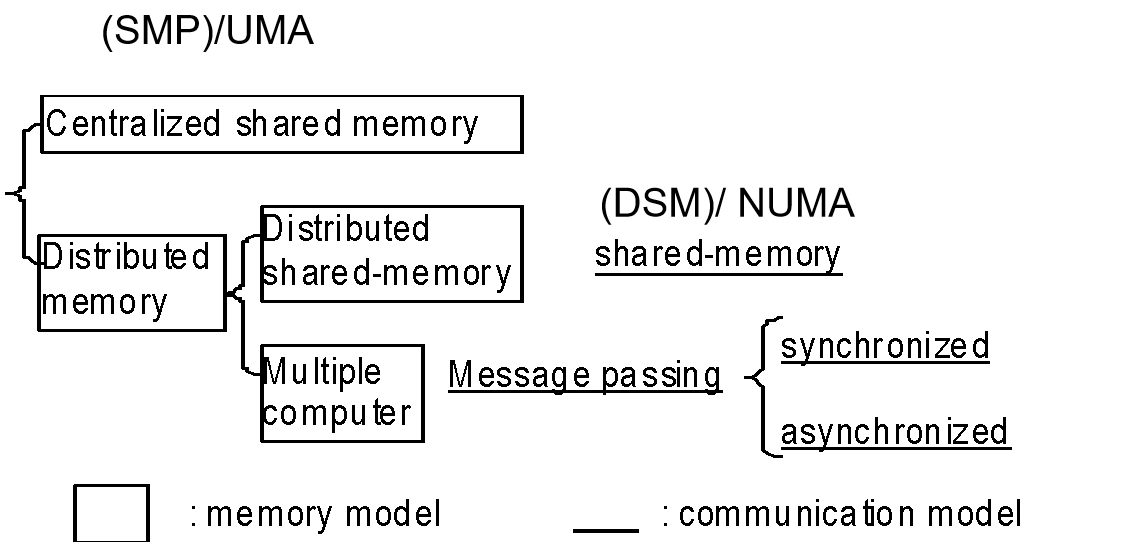 (SMP)/UMA
Centralized shared memory
(DSM)/ NUMA
Distributed
shared-memory
shared-memory
Distributed
memory
Multiple
computer
Message passing
synchronized
asynchronized
: memory model
: communication model